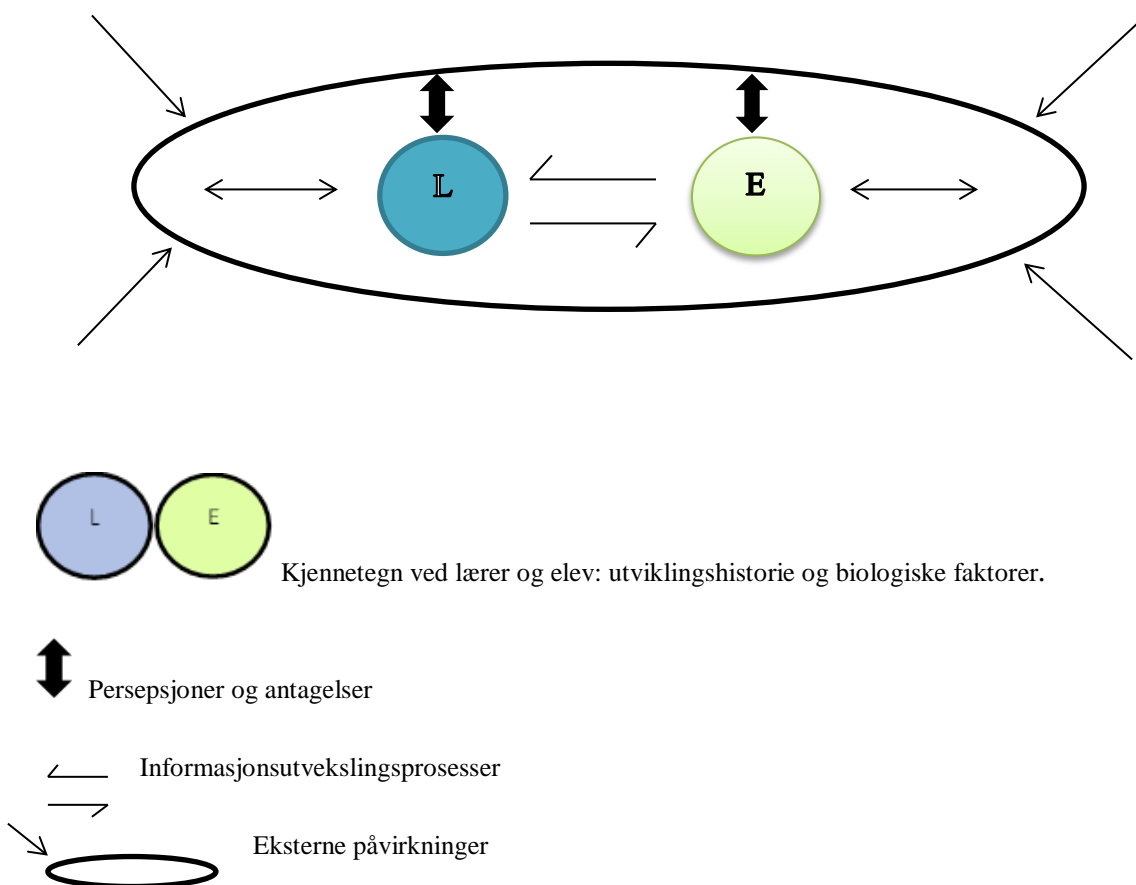 L E
L E
Kjennetegn ved lærer og elev: utviklingshistorie og biologiske faktorer.
Persepsjoner og antagelser
Informasjonsutvekslingsprosesser
Eksterne påvirkninger